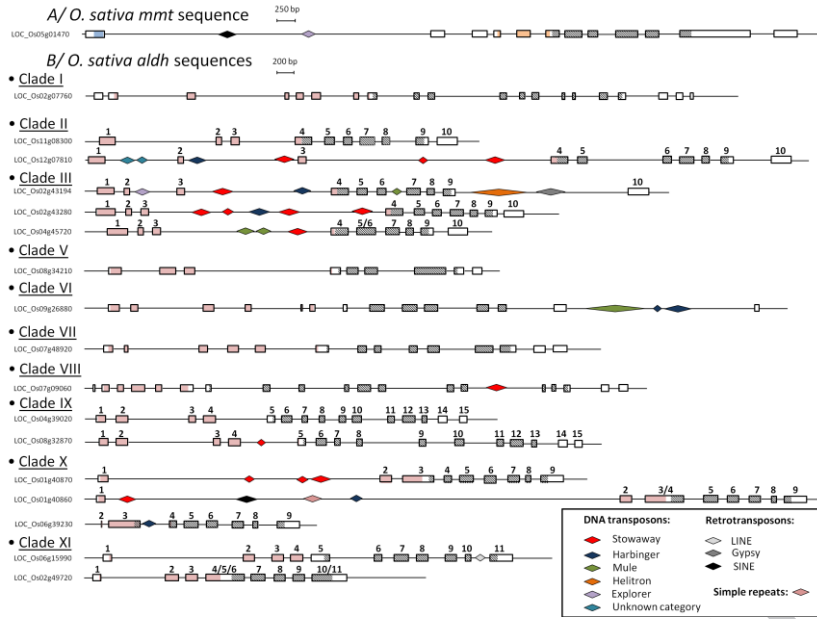 A/ O. sativa mmt sequence
250 bp
LOC_Os05g01470
B/ O. sativa aldh sequences
200 bp
• Clade I
LOC_Os02g07760
• Clade II
1 2 3 4 5 6 7 8 9 10
LOC_Os11g08300
1 2 3 4 5 6 7 8 9 10
LOC_Os12g07810
• Clade III
1 2 3 4 5 6 7 8 9 10
LOC_Os02g43194
1 2 3 4 5 6 7 8 9 10
LOC_Os02g43280
1 2 3 4 5/6 7 8 9 10
LOC_Os04g45720
• Clade V
LOC_Os08g34210
• Clade VI
LOC_Os09g26880
• Clade VII
LOC_Os07g48920
• Clade VIII
LOC_Os07g09060
• Clade IX
1 2 3 4 5 6 7 8 9 10 11 12 13 14 15
LOC_Os04g39020
1 2 3 4 5 6 7 8 9 10 11 12 13 14 15
LOC_Os08g32870
• Clade X
1 2 3 4 5 6 7 8 9
LOC_Os01g40870
1 2 3/4 5 6 7 8 9
LOC_Os01g40860
2 3 4 5 6 7 8 9
LOC_Os06g39230
• Clade XI
1 2 3 4 5 6 7 8 9 10 11
LOC_Os06g15990
1 2 3 4/5/6 7 8 9 10/11
LOC_Os02g49720
DNA transposons:
Stowaway
Harbinger
Mule
Helitron
Explorer
Unknown category
Retrotransposons:
LINE
Gypsy
SINE
Simple repeats: